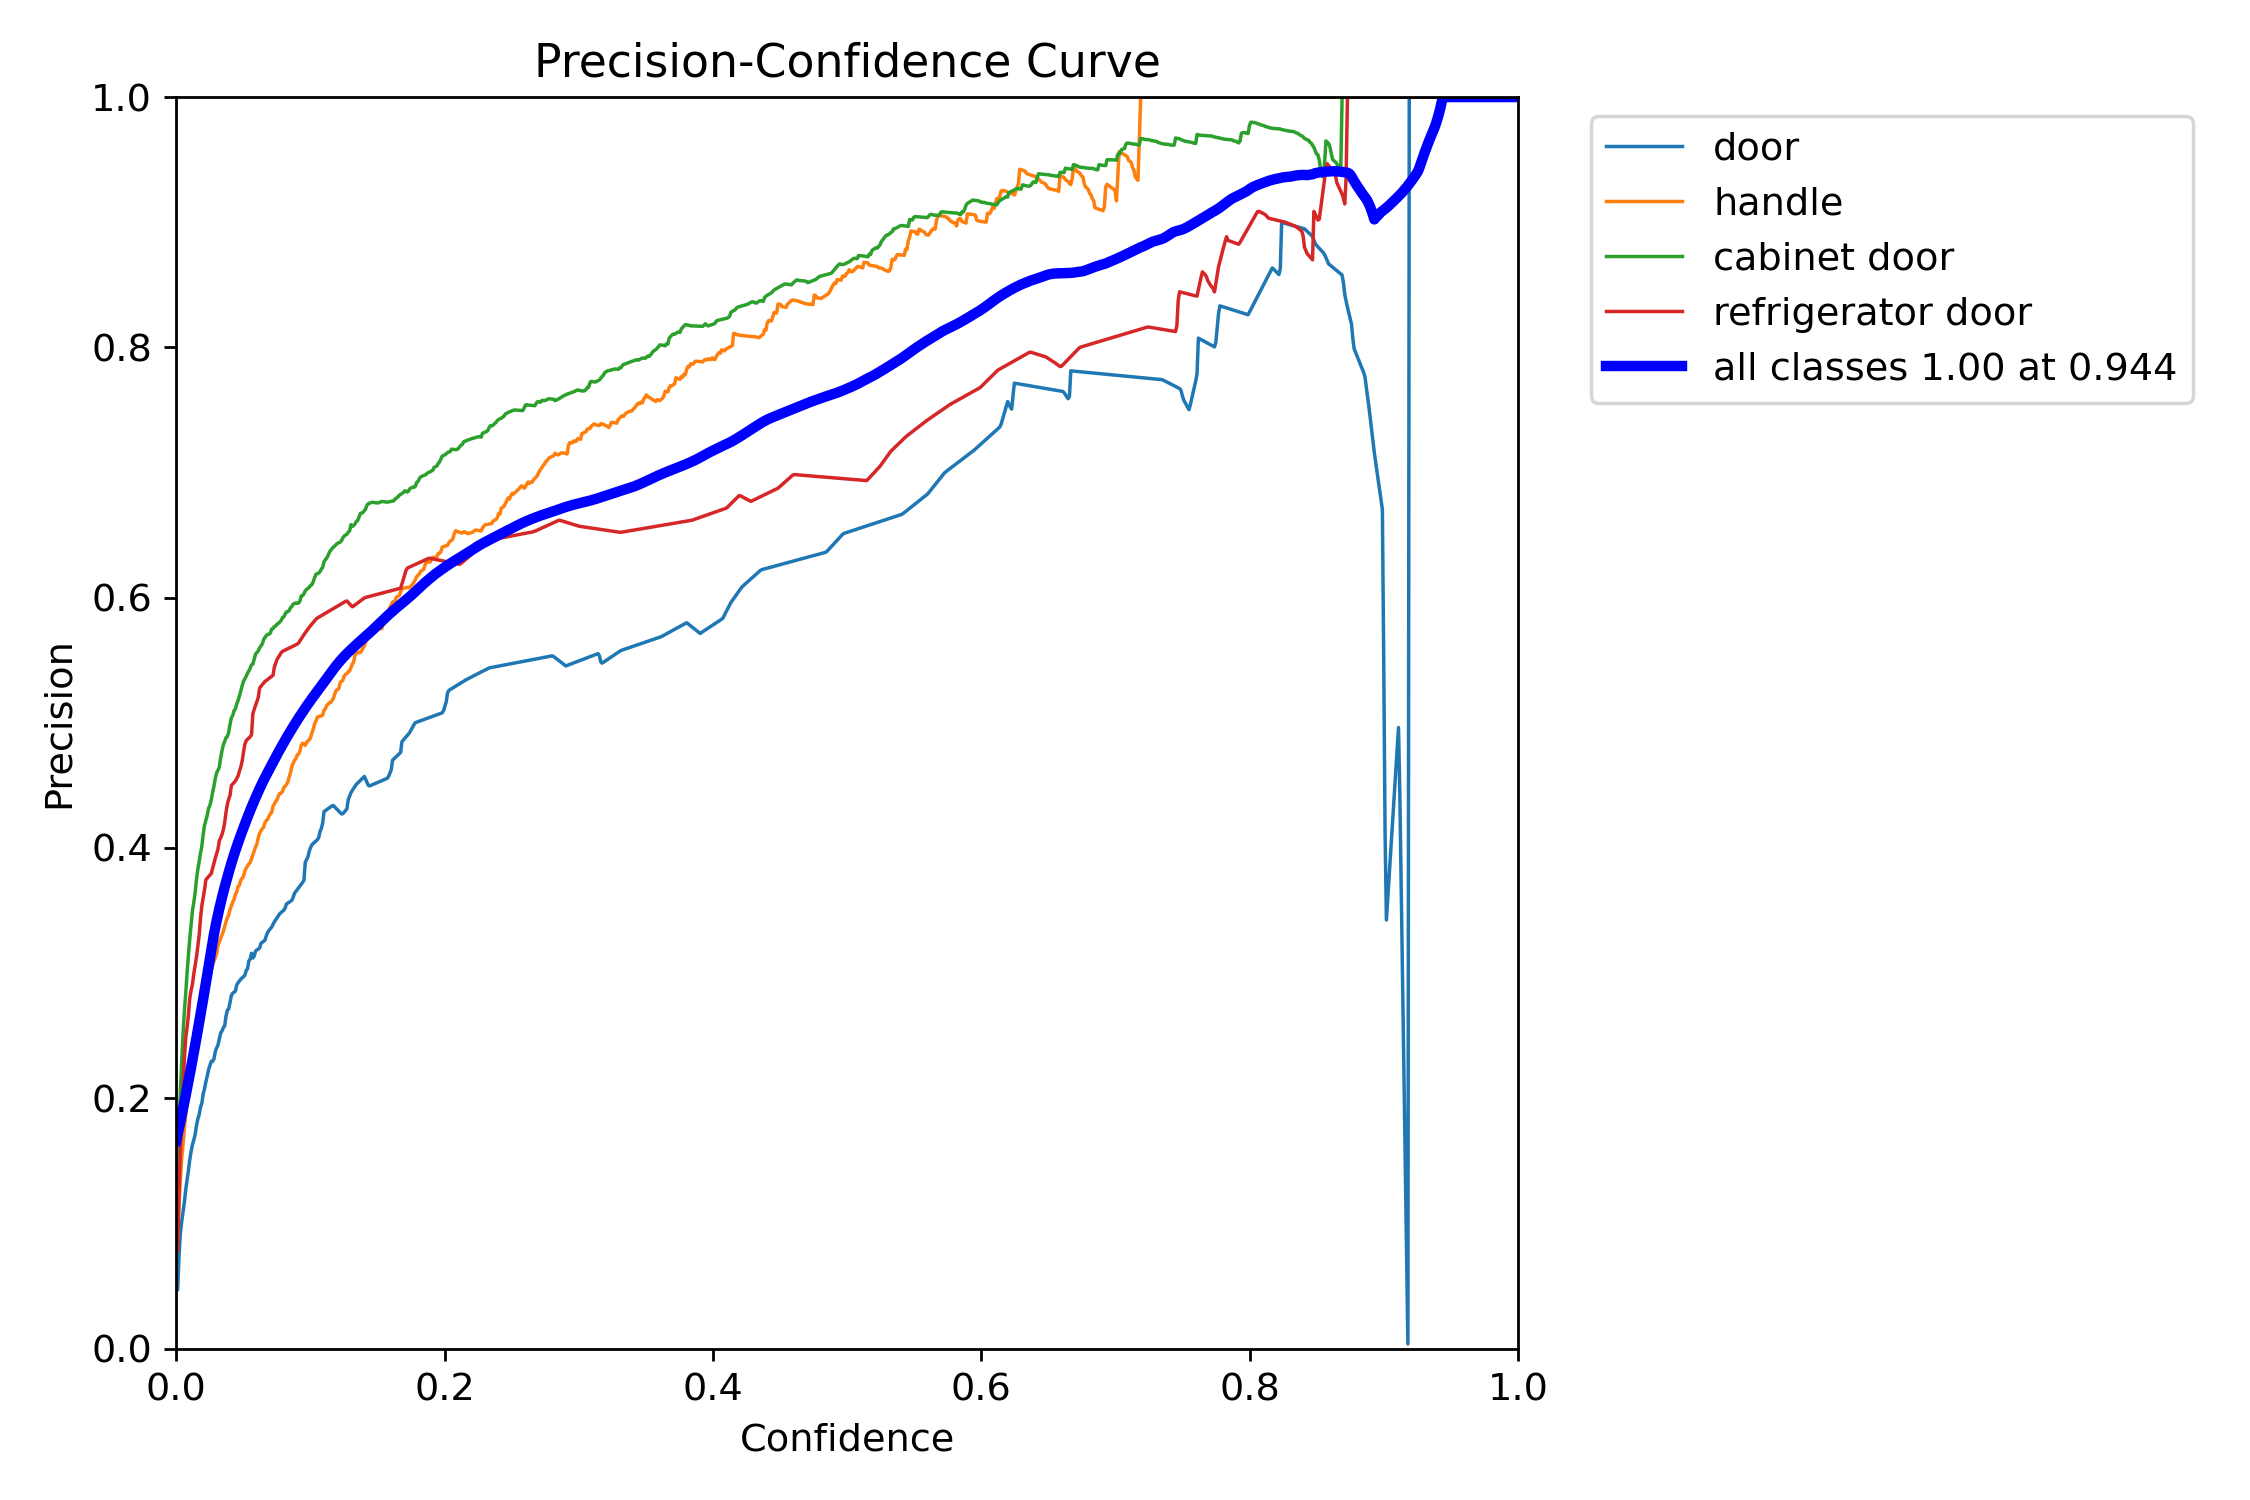 Precision-Confidence Curve
1.0
0.8
0.6
0.4
0.2
0.0
Precision
0.0 0.2 0.4 0.6 0.8 1.0
Confidence
door
handle
cabinet door
refrigerator door
all classes 1.00 at 0.944